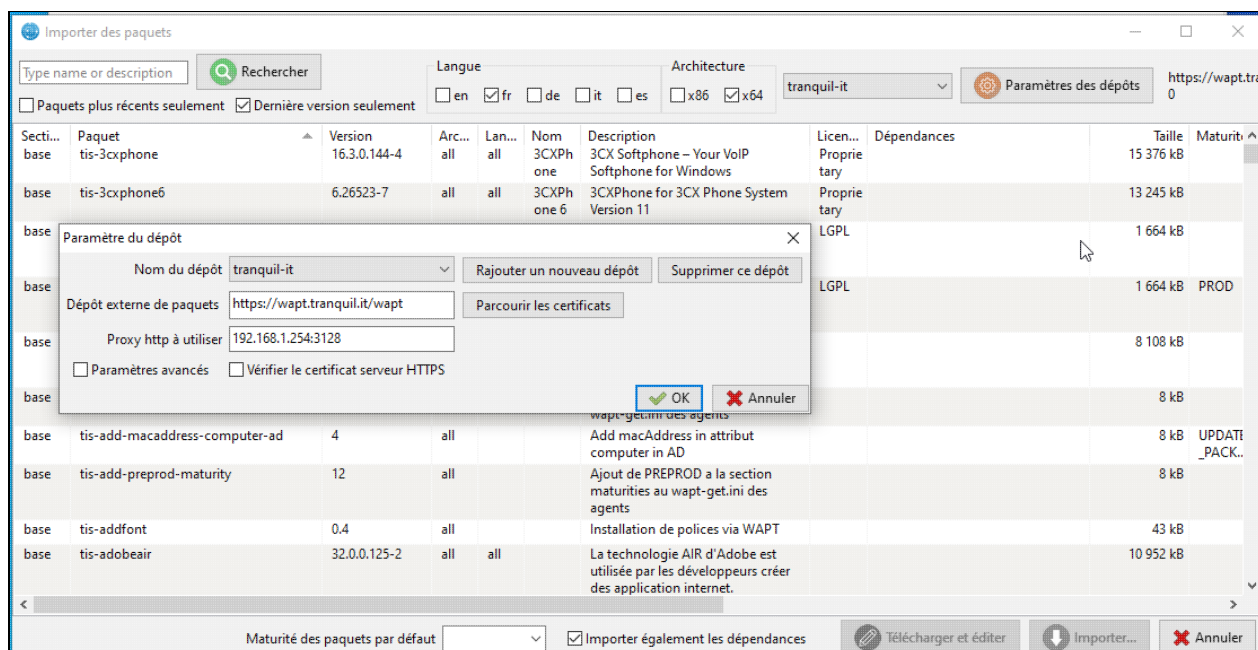 Importer des paquets
Type name or description
Rechercher
Langue
en fr de it es
Architecture
x86 x64
tranquil-it
Paramètres des dépôts
https://wapt.tra
0
Paquets plus récents seulement Dernière version seulement
Secti... Paquet Version Arc... Lan... Nom Description Licen... Dépendances Taille Maturité
base tis-3cxphone 16.3.0.144-4 all all 3CXPh 3CX Softphone – Your VoIP Proprie 15 376 kB
one Softphone for Windows tary
base tis-3cxphone6 6.26523-7 all all 3CXPh 3CXPhone for 3CX Phone System Proprie 13 245 kB
one 6 Version 11 tary
base LGPL 1 664 kB
Paramètre du dépôt
Nom du dépôt tranquil-it Rajouter un nouveau dépôt Supprimer ce dépôt
base LGPL 1 664 kB PROD
Dépôt externe de paquets https://wapt.tranquil.it/wapt Parcourir les certificats
Proxy http à utiliser 192.168.1.254:3128
base 8 108 kB
Paramètres avancés Vérifier le certificat serveur HTTPS
OK Annuler
base 8 kB
wapt-get.ini des agents
base tis-add-macaddress-computer-ad 4 all Add macAddress in attribut 8 kB UPDATE
computer in AD _PACK..
base tis-add-preprod-maturity 12 all Ajout de PREPROD a la section 8 kB
maturities au wapt-get.ini des
agents
base tis-addfont 0.4 all Installation de polices via WAPT 43 kB
base tis-adobeair 32.0.0.125-2 all all La technologie AIR d'Adobe est 10 952 kB
utilisée par les développeurs créer
des application internet.
Maturité des paquets par défaut Importer également les dépendances Télécharger et éditer Importer... Annuler